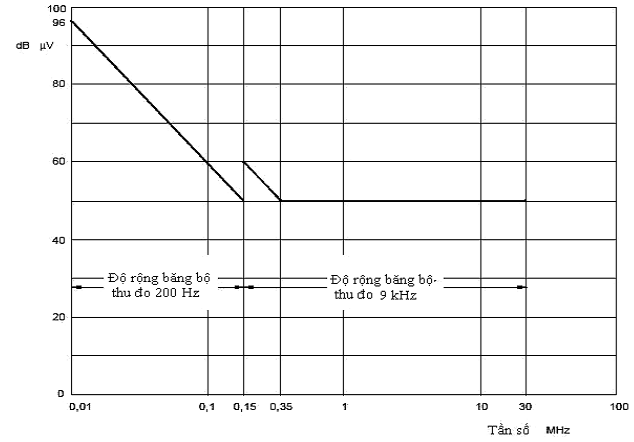 100
96
dB µV
80
60
40
20
0
Độ rộng băng bộ
thu đo 200 Hz
Độ rộng băng bộ-
thu đo 9 kHz
0,01 0,1 0,15 0,35 1 10 30 100
Tần số MHz